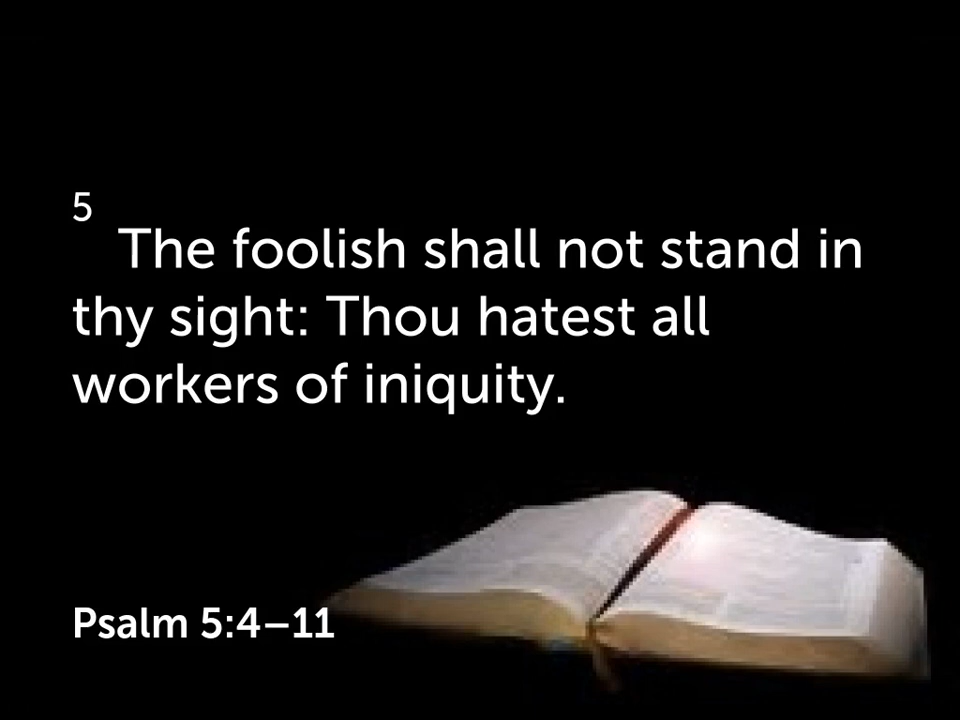 5
The foolish shall not stand in
thy sight: Thou hatest all
workers of iniquity.
Psalm 5:4–11